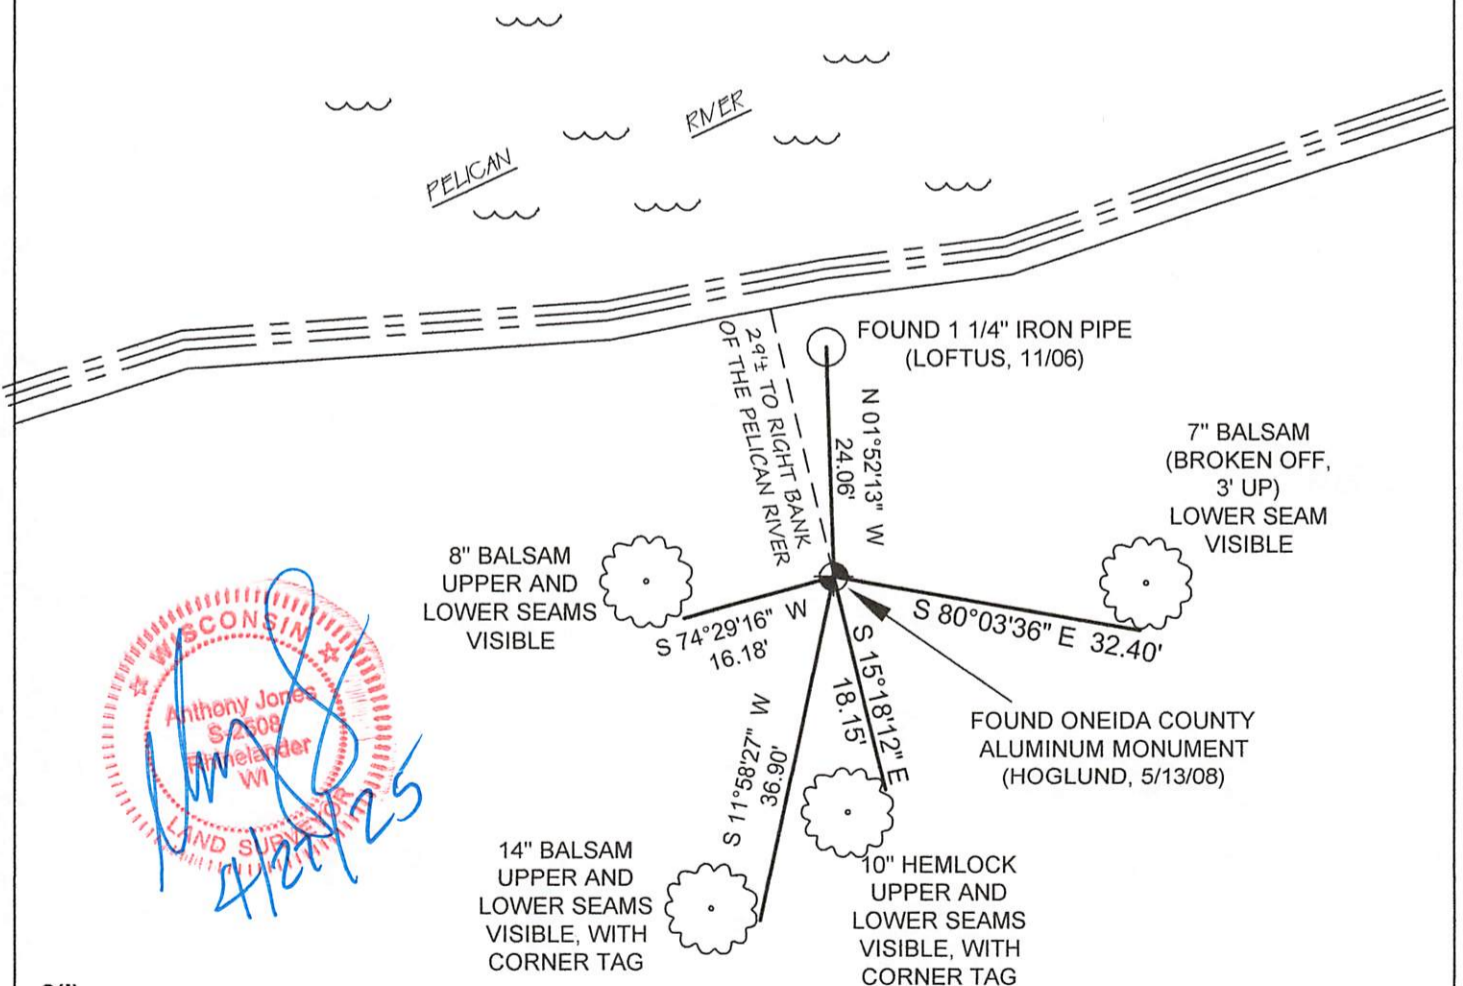 PELICAN
RIVER
29'± TO RIGHT BANK
OF THE PELICAN RIVER
FOUND 1 1/4" IRON PIPE
(LOFTUS, 11/06)
N 01°52'13" W
24.06'
7" BALSAM
(BROKEN OFF,
3' UP)
LOWER SEAM
VISIBLE
8" BALSAM
UPPER AND
LOWER SEAMS
VISIBLE
S 74°29'16" W
16.18'
S 80°03'36" E 32.40'
S 15°18'12" E
18.15'
S 11°58'27" W
36.90'
FOUND ONEIDA COUNTY
ALUMINUM MONUMENT
(HOGLUND, 5/13/08)
WISCONSIN
Anthony Jones
S-2608
Rhinelander
WI
LAND SURVEYOR
4/27/25
14" BALSAM
UPPER AND
LOWER SEAMS
VISIBLE, WITH
CORNER TAG
10" HEMLOCK
UPPER AND
LOWER SEAMS
VISIBLE, WITH
CORNER TAG